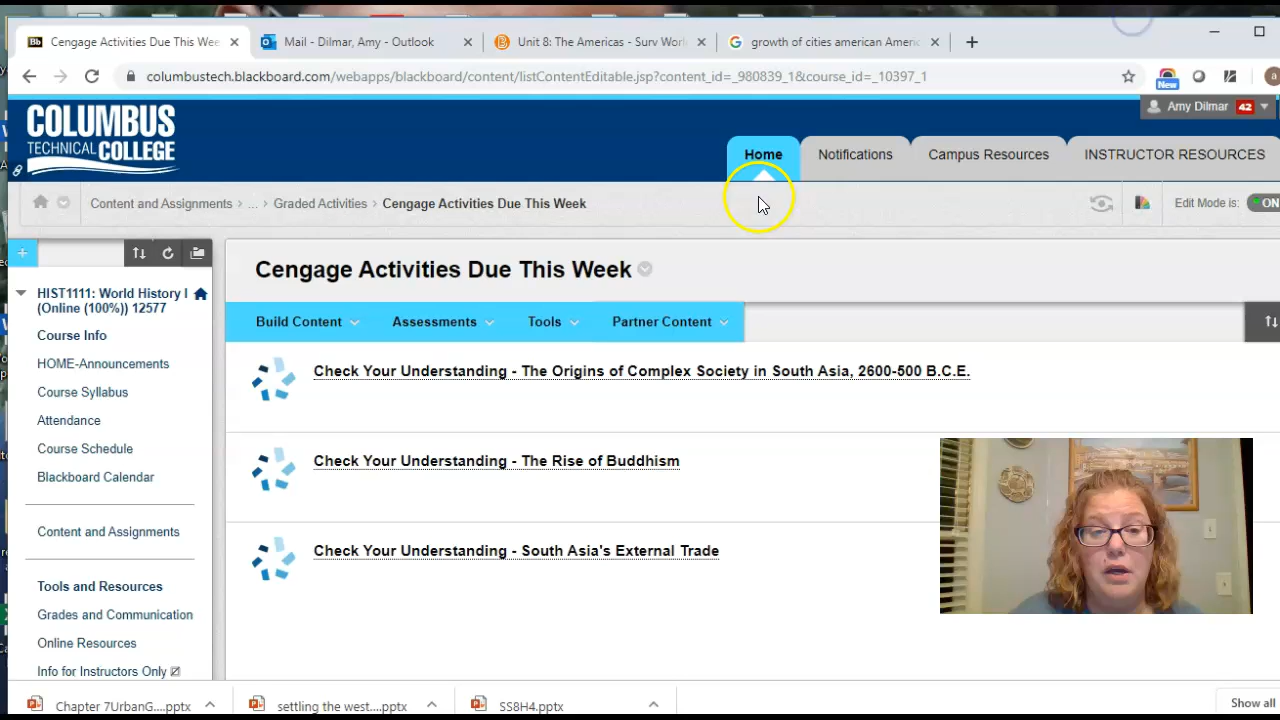 Cengage Activities Due This Wee
Mail - Dilmar, Amy - Outlook
Unit 8: The Americas - Surv Worl
growth of cities american Ameri
columbustech.blackboard.com/webapps/blackboard/content/listContentEditable.jsp?content_id=_980839_1&course_id=_10397_1
New
a
COLUMBUS
TECHNICAL COLLEGE
Amy Dilmar 42
Home
Notifications
Campus Resources
INSTRUCTOR RESOURCES
Content and Assignments > ... > Graded Activities > Cengage Activities Due This Week
Edit Mode is: ON
HIST1111: World History I
(Online (100%)) 12577
Course Info
HOME-Announcements
Course Syllabus
Attendance
Course Schedule
Blackboard Calendar
Content and Assignments
Tools and Resources
Grades and Communication
Online Resources
Info for Instructors Only
Cengage Activities Due This Week
Build Content
Assessments
Tools
Partner Content
Check Your Understanding - The Origins of Complex Society in South Asia, 2600-500 B.C.E.
Check Your Understanding - The Rise of Buddhism
Check Your Understanding - South Asia's External Trade
Chapter 7UrbanG....pptx
settling the west....pptx
SS8H4.pptx
Show all